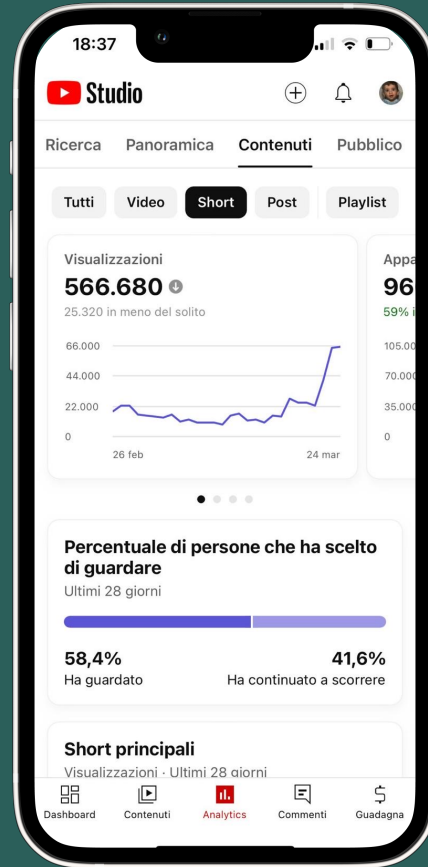 18:37
Studio
Ricerca Panoramica Contenuti Pubblico
Tutti Video Short Post Playlist
Visualizzazioni
566.680
25.320 in meno del solito
66.000
44.000
22.000
0
26 feb 24 mar
Appa
96
59% i
105.00
70.000
35.000
0
Percentuale di persone che ha scelto
di guardare
Ultimi 28 giorni
58,4% 41,6%
Ha guardato Ha continuato a scorrere
Short principali
Visualizzazioni · Ultimi 28 giorni
Dashboard Contenuti Analytics Commenti Guadagna